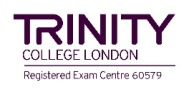 TRINITY
COLLEGE LONDON
Registered Exam Centre 60579